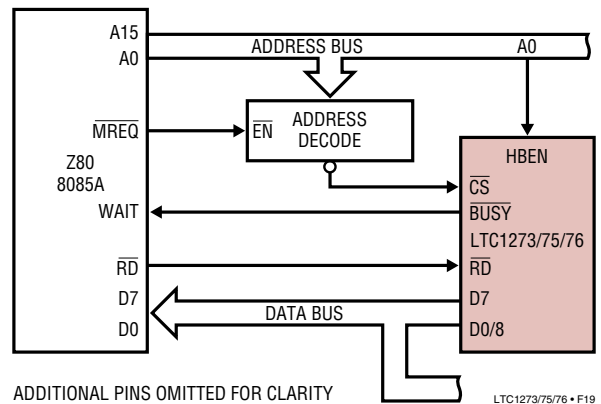 A15
A0
ADDRESS BUS
A0
MREQ
EN
ADDRESS
DECODE
HBEN
Z80
8085A
CS
WAIT
BUSY
LTC1273/75/76
RD
RD
D7
D7
D0
DATA BUS
D0/8
ADDITIONAL PINS OMITTED FOR CLARITY
LTC1273/75/76 • F19